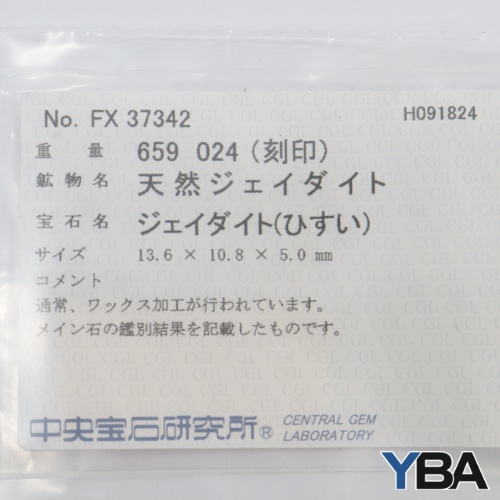 No. FX 37342 H091824
重量 659 024 (刻印)
鉱物名 天然ジェイダイト
宝石名 ジェイダイト(ひすい)
サイズ 13.6 × 10.8 × 5.0 mm
コメント
通常、ワックス加工が行われています。
メイン石の鑑別結果を記載したものです。
中央宝石研究所® CENTRAL GEM
LABORATORY
YBA